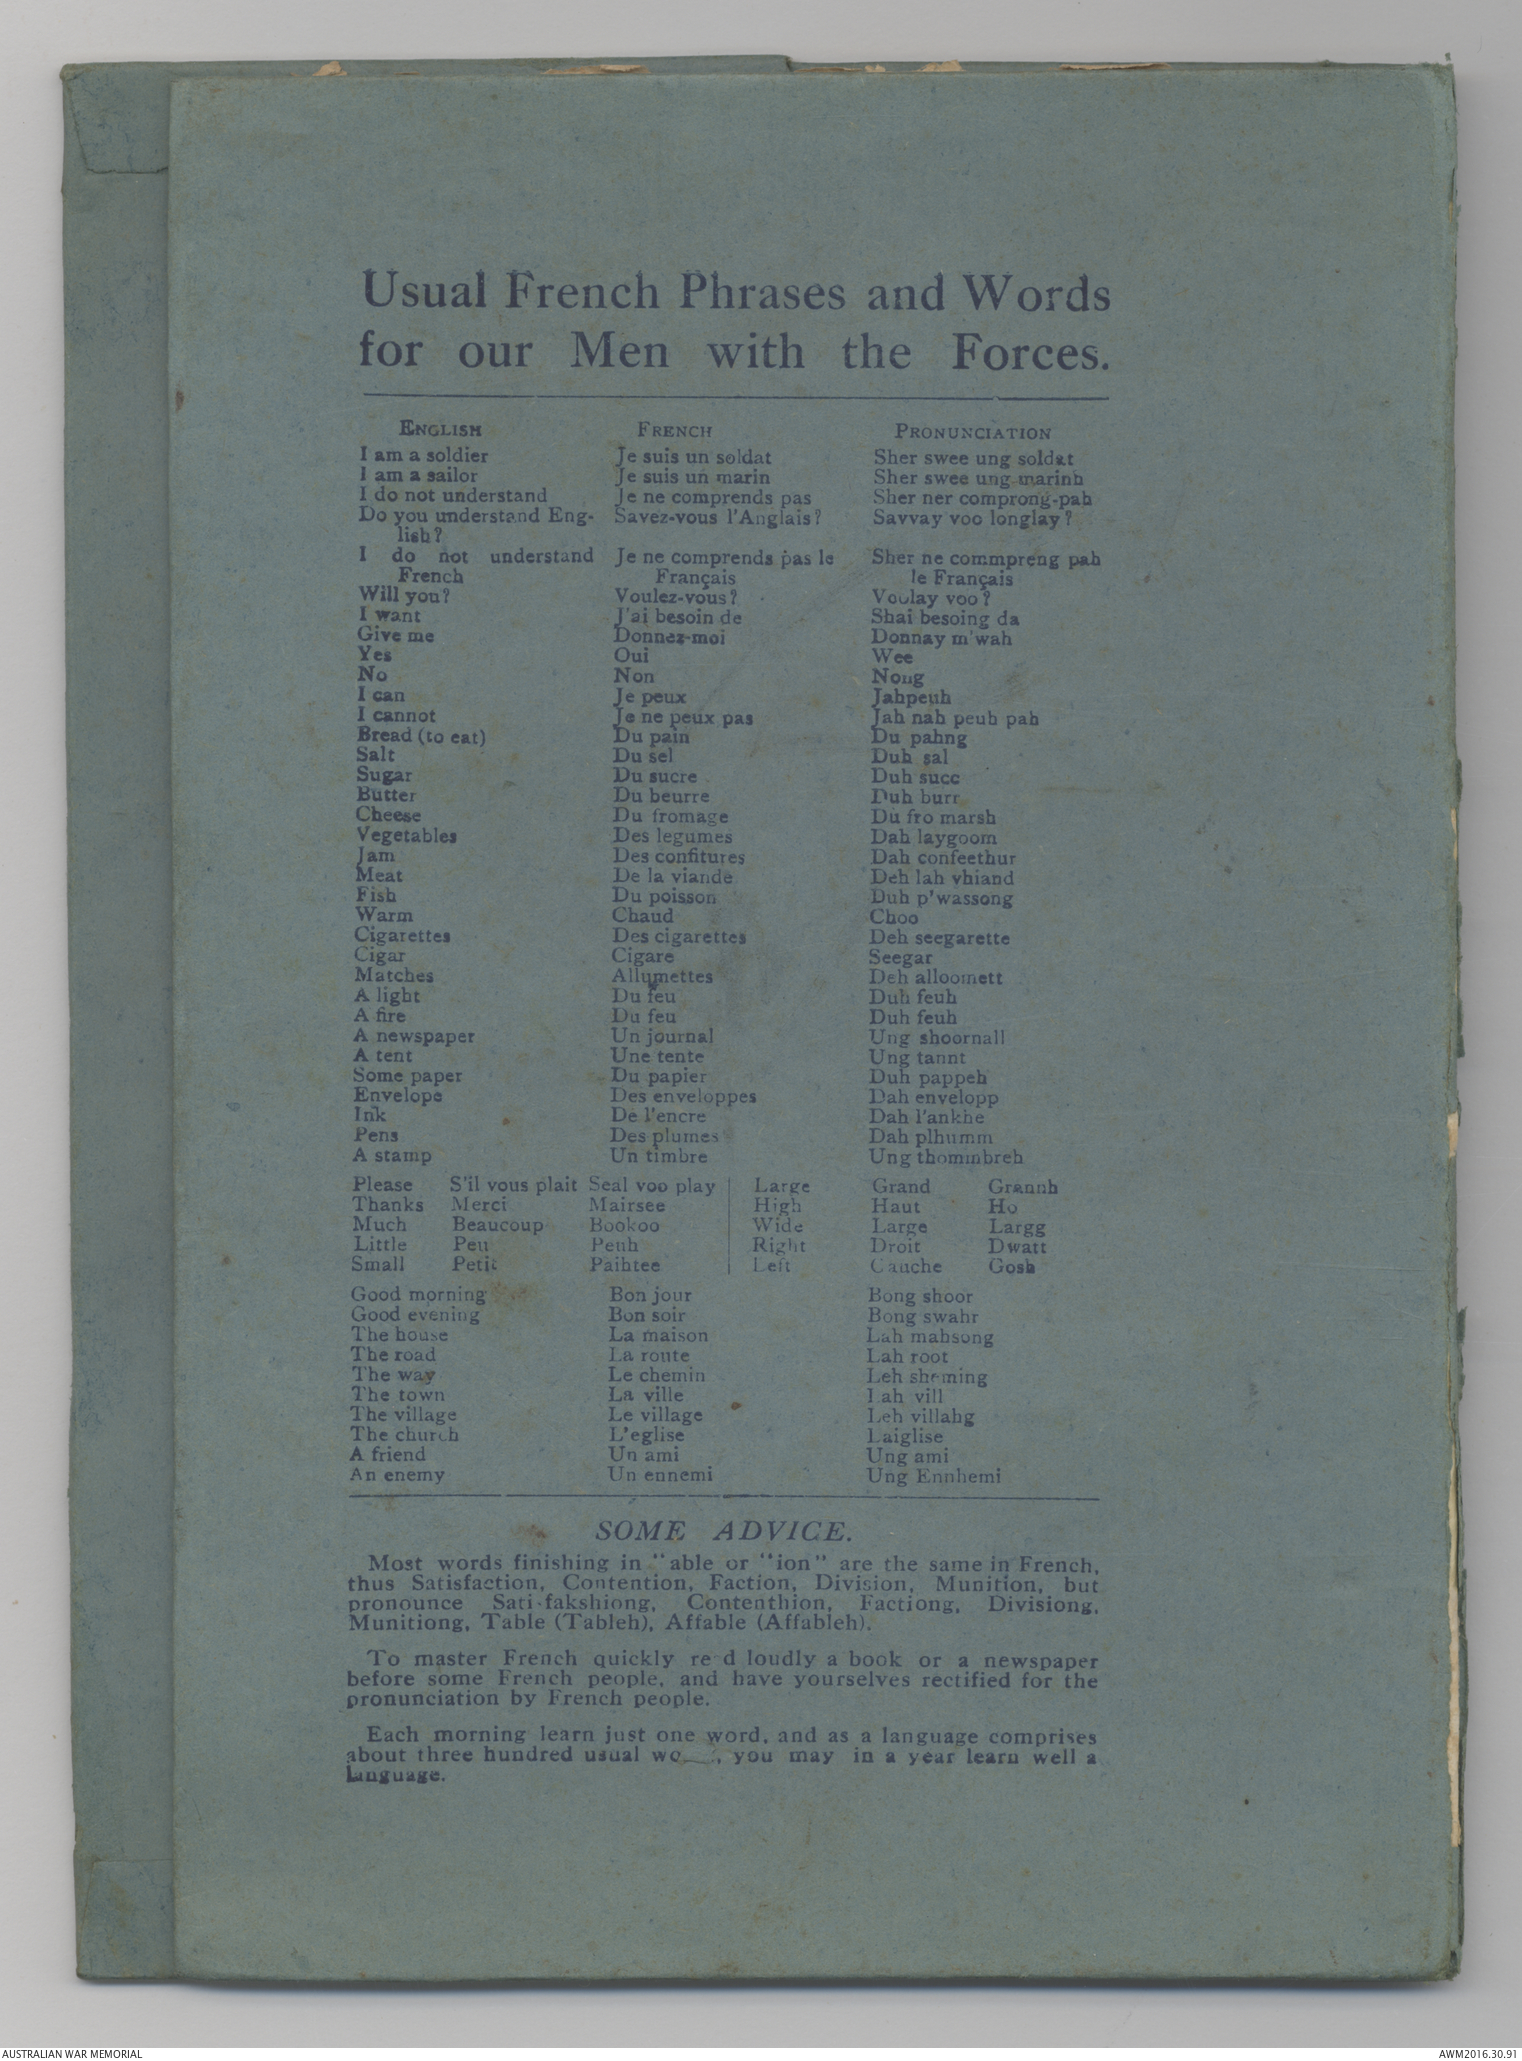 Usual French Phrases and Words
for our Men with the Forces.
ENGLISH FRENCH PRONUNCIATION
I am a soldier Je suis un soldat Sher swee ung soldat
I am a sailor Je suis un marin Sher swee ung marinh
I do not understand Je ne comprends pas Sher ner comprong-pah
Do you understand Eng- Savez-vous l'Anglais? Savvay voo longlay?
lish?
I do not understand Je ne comprends pas le Sher ne commpreng pah
French Français le Français
Will you? Voulez-vous? Voulay voo?
I want J'ai besoin de Shai besoing da
Give me Donnez-moi Donnay m'wah
Yes Oui Wee
No Non Nong
I can Je peux Jahpeuh
I cannot Je ne peux pas Jah nah peuh pah
Bread (to eat) Du pain Du pahng
Salt Du sel Duh sal
Sugar Du sucre Duh succ
Butter Du beurre Duh burr
Cheese Du fromage Du fro marsh
Vegetables Des legumes Dah laygoom
Jam Des confitures Dah confeethur
Meat De la viande Deh lah vhiand
Fish Du poisson Duh p'wassong
Warm Chaud Choo
Cigarettes Des cigarettes Deh seegarette
Cigar Cigare Seegar
Matches Allumettes Deh alloomett
A light Du feu Duh feuh
A fire Du feu Duh feuh
A newspaper Un journal Ung shoornall
A tent Une tente Ung tannt
Some paper Du papier Duh pappeh
Envelope Des enveloppes Dah envelopp
Ink De l'encre Dah l'ankhe
Pens Des plumes Dah plhumm
A stamp Un timbre Ung thommbreh
Please S'il vous plait Seal voo play Large Grand Grannh
Thanks Merci Mairsee High Haut Ho
Much Beaucoup Bookoo Wide Large Largg
Little Peu Peuh Right Droit Dwatt
Small Petit Paihtee Left Gauche Gosh
Good morning Bon jour Bong shoor
Good evening Bon soir Bong swahr
The house La maison Lah mahsong
The road La route Lah root
The way Le chemin Leh sheming
The town La ville Lah vill
The village Le village Leh villahg
The church L'eglise Laiglise
A friend Un ami Ung ami
An enemy Un ennemi Ung Ennhemi
SOME ADVICE.
Most words finishing in "able or "ion" are the same in French,
thus Satisfaction, Contention, Faction, Division, Munition, but
pronounce Sati-fakshiong, Contenthion, Factiong, Divisiong,
Munitiong, Table (Tableh), Affable (Affableh).
To master French quickly re d loudly a book or a newspaper
before some French people, and have yourselves rectified for the
pronunciation by French people.
Each morning learn just one word, and as a language comprises
about three hundred usual you may in a year learn well a
language.
AUSTRALIAN WAR MEMORIAL
AWM2016.30.91